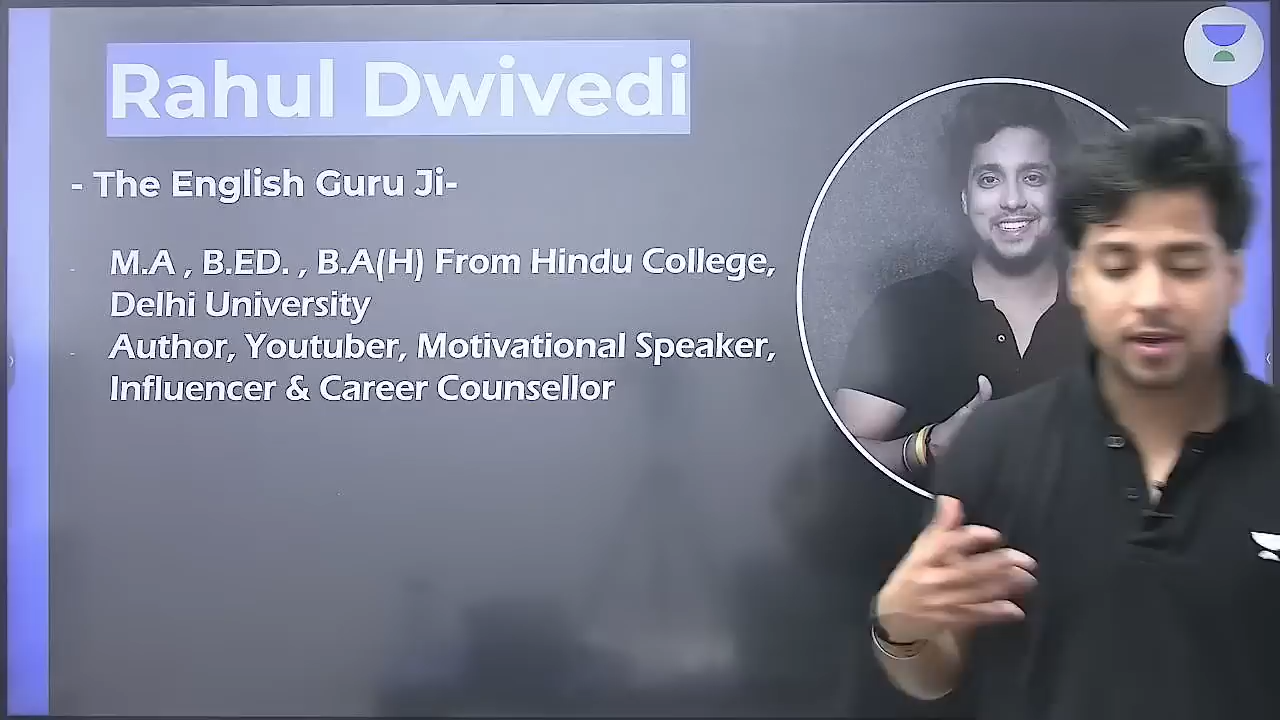 Rahul Dwivedi
- The English Guru Ji-
- M.A , B.ED. , B.A(H) From Hindu College,
Delhi University
- Author, Youtuber, Motivational Speaker,
Influencer & Career Counsellor